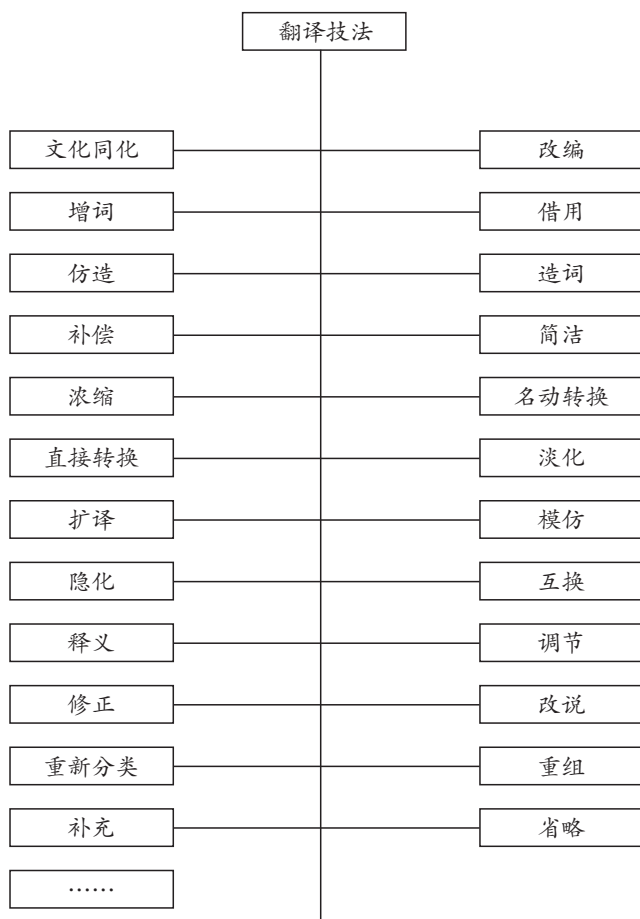 翻译技法
文化同化
改编
增词
借用
仿造
造词
补偿
简洁
浓缩
名动转换
直接转换
淡化
扩译
模仿
隐化
互换
释义
调节
修正
改说
重新分类
重组
补充
省略
……